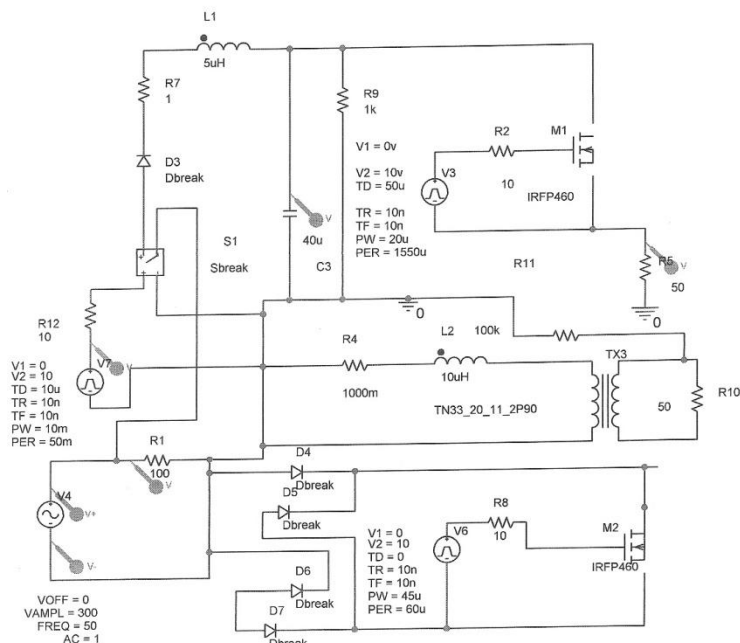 L1
5uH
R7
1
R9
1k
D3
Dbreak
V1 = 0v
V2 = 10v
TD = 50u
TR = 10n
TF = 10n
PW = 20u
PER = 1550u
V3
R2
10
M1
IRFP460
S1
Sbreak
V
40u
C3
R11
V
R5
50
0
0
R12
10
V
V7
V1 = 0
V2 = 10
TD = 10u
TR = 10n
TF = 10n
PW = 10m
PER = 50m
R4
1000m
L2
10uH
100k
TX3
TN33_20_11_2P90
50
R10
R1
100
V
V4
V+
V-
VOFF = 0
VAMPL = 300
FREQ = 50
AC = 1
D4
Dbreak
D5
Dbreak
D6
Dbreak
D7
Dbreak
V1 = 0
V2 = 10
TD = 0
TR = 10n
TF = 10n
PW = 45u
PER = 60u
V6
R8
10
M2
IRFP460